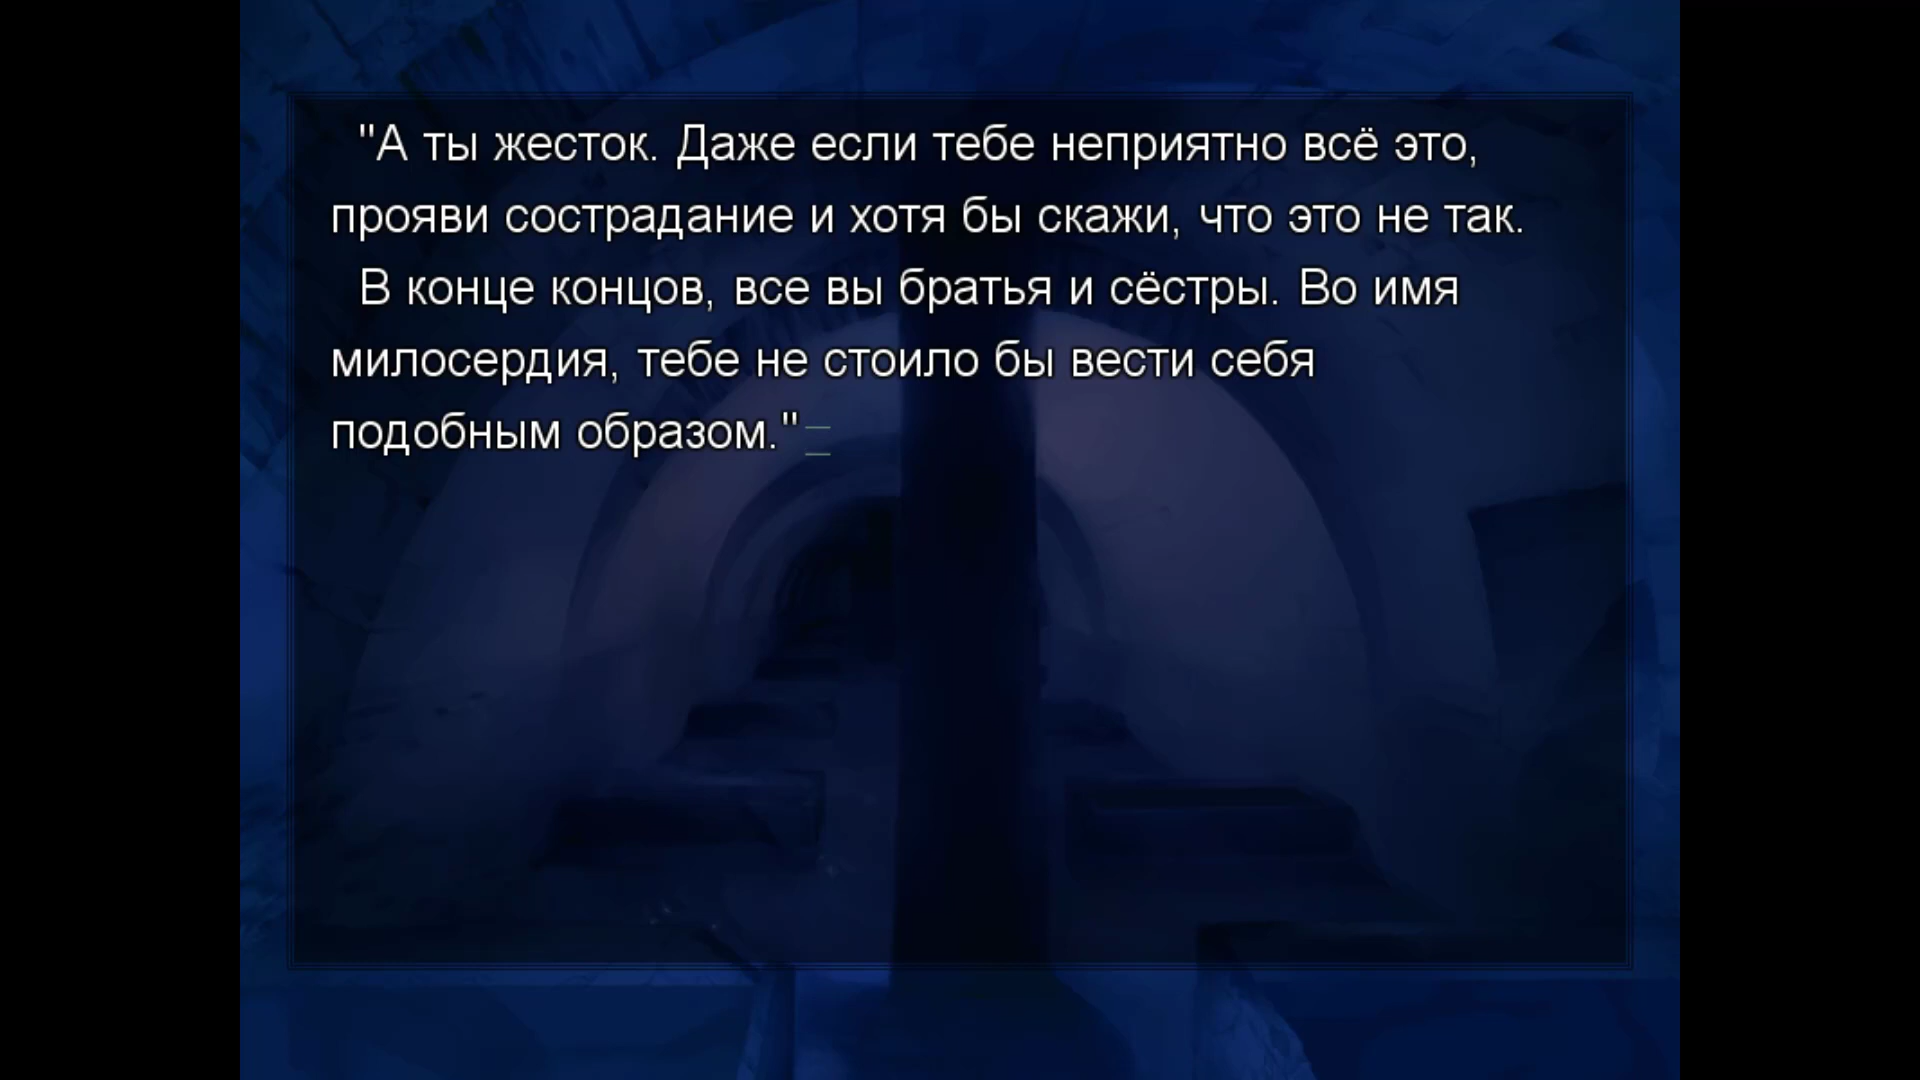 "А ты жесток. Даже если тебе неприятно всё это,
прояви сострадание и хотя бы скажи, что это не так.
В конце концов, все вы братья и сёстры. Во имя
милосердия, тебе не стоило бы вести себя
подобным образом."